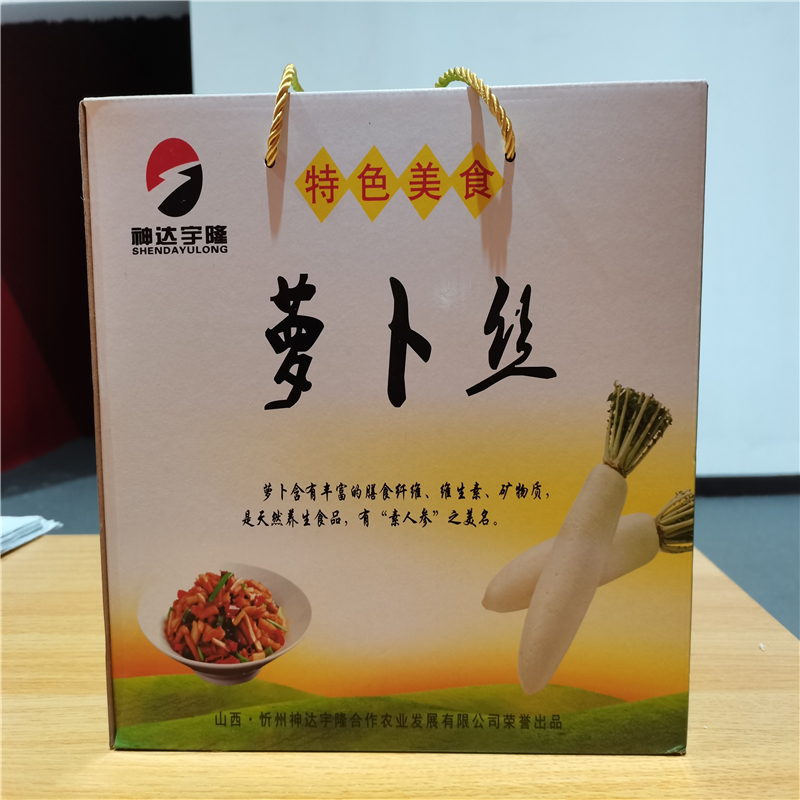 特色美食
神达宇隆
SHENDAYULONG
萝卜丝
萝卜含有丰富的膳食纤维、维生素、矿物质,
是天然养生食品,有“素人参”之美名。
山西·忻州神达宇隆合作农业发展有限公司荣誉出品